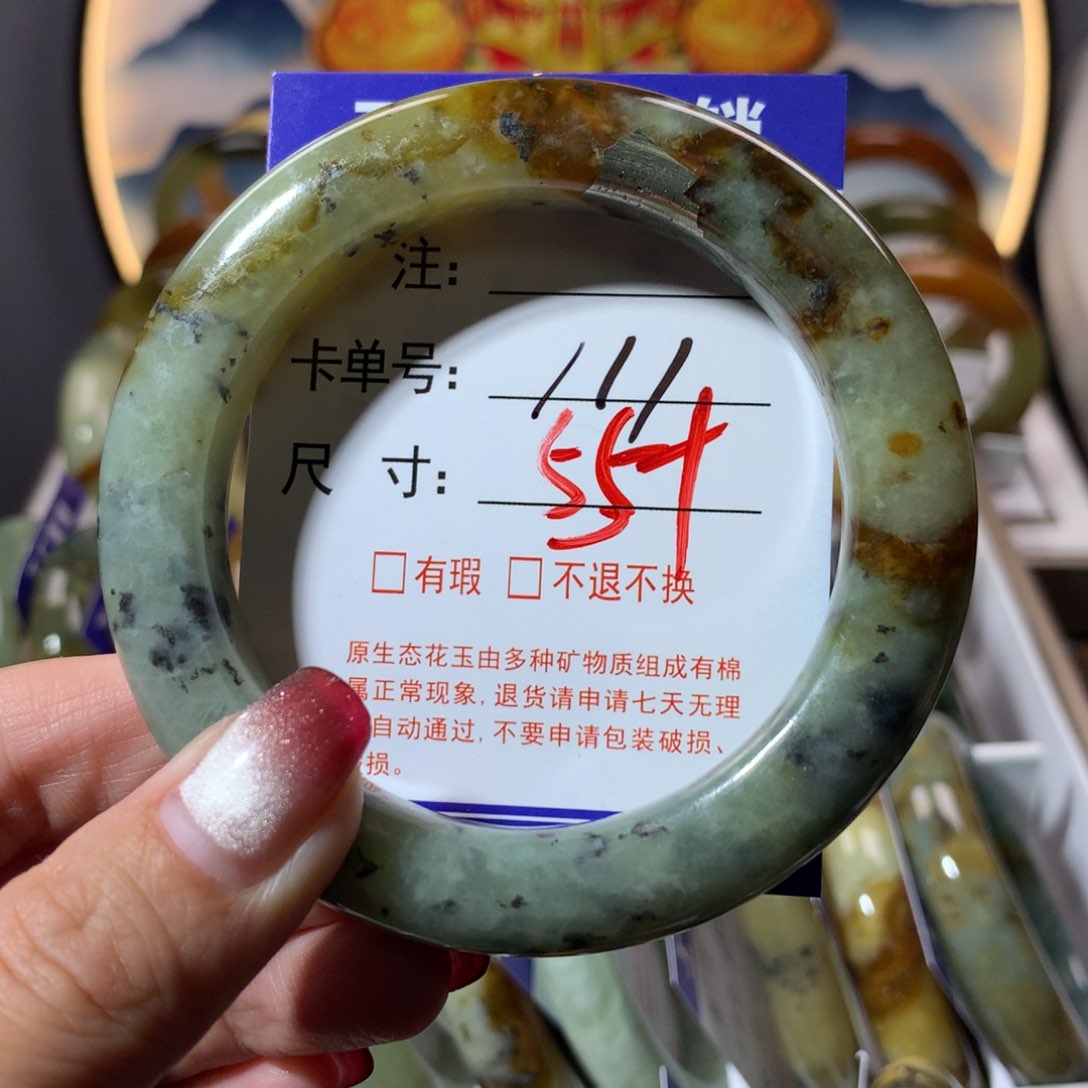 销
注:
卡单号: 111
尺 寸: 554
□有瑕 □不退不换
原生态花玉由多种矿物质组成有棉
属正常现象,退货请申请七天无理
自动通过,不要申请包装破损、
损。